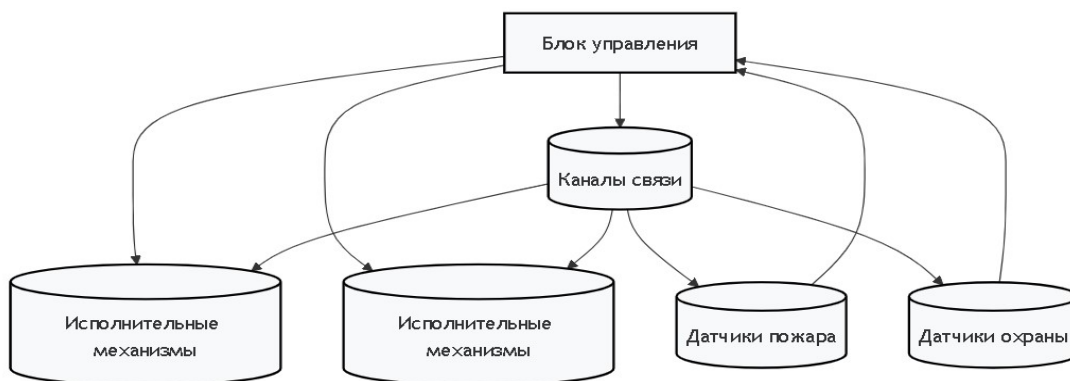 Блок управления
Каналы связи
Исполнительные
механизмы
Исполнительные
механизмы
Датчики пожара
Датчики охраны